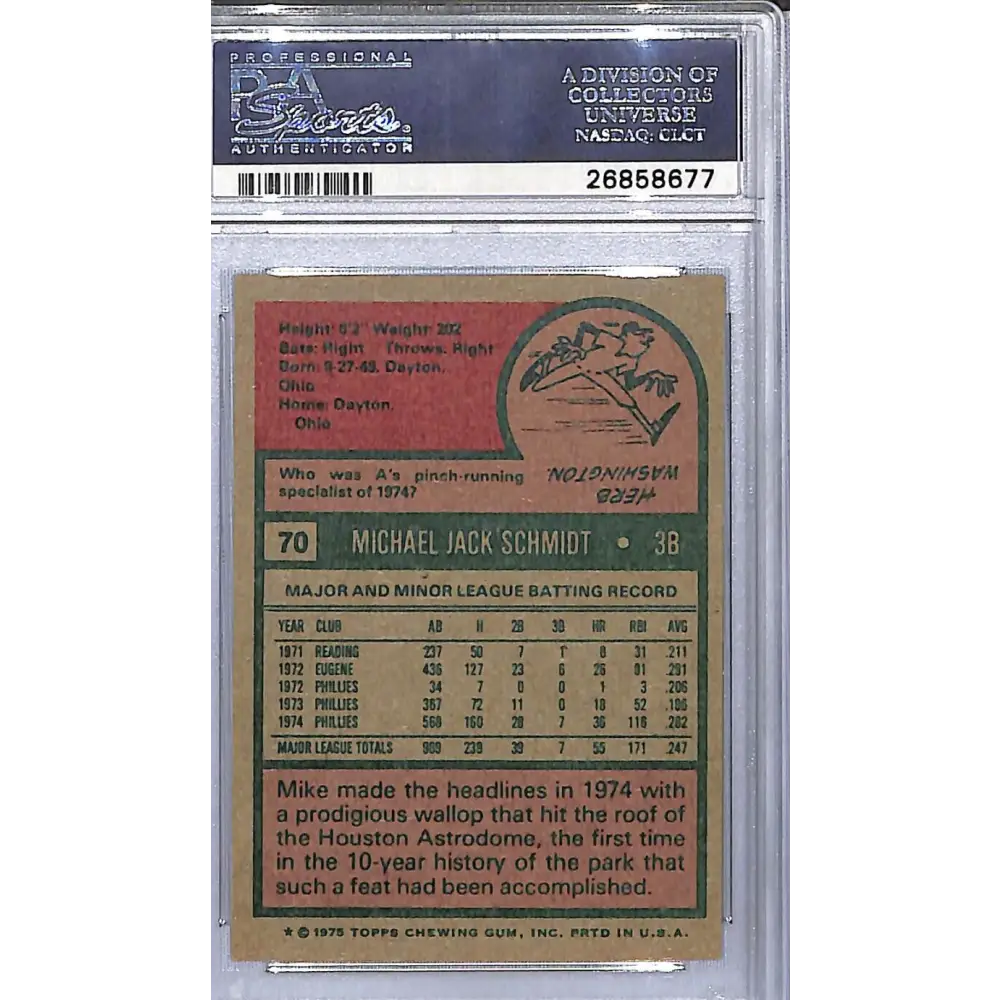 PROFESSIONAL
PSA
Sports
AUTHENTICATOR
A DIVISION OF
COLLECTORS
UNIVERSE
NASDAQ: CLCT
26858677
Height: 6'2" Weight: 202
Bats: Right Throws: Right
Born: 9-27-49, Dayton,
Ohio
Home: Dayton,
Ohio
Who was A's pinch-running
specialist of 1974?
HERB
WASHINGTON.
70 MICHAEL JACK SCHMIDT • 3B
MAJOR AND MINOR LEAGUE BATTING RECORD
YEAR CLUB AB H 2B 3B HR RBI AVG
1971 READING 237 50 7 1 8 31 .211
1972 EUGENE 436 127 23 6 26 91 .291
1972 PHILLIES 34 7 0 0 1 3 .206
1973 PHILLIES 367 72 11 0 18 52 .196
1974 PHILLIES 568 160 28 7 36 116 .282
MAJOR LEAGUE TOTALS 969 239 39 7 55 171 .247
Mike made the headlines in 1974 with
a prodigious wallop that hit the roof of
the Houston Astrodome, the first time
in the 10-year history of the park that
such a feat had been accomplished.
★ © 1975 TOPPS CHEWING GUM, INC. PRTD IN U.S.A.